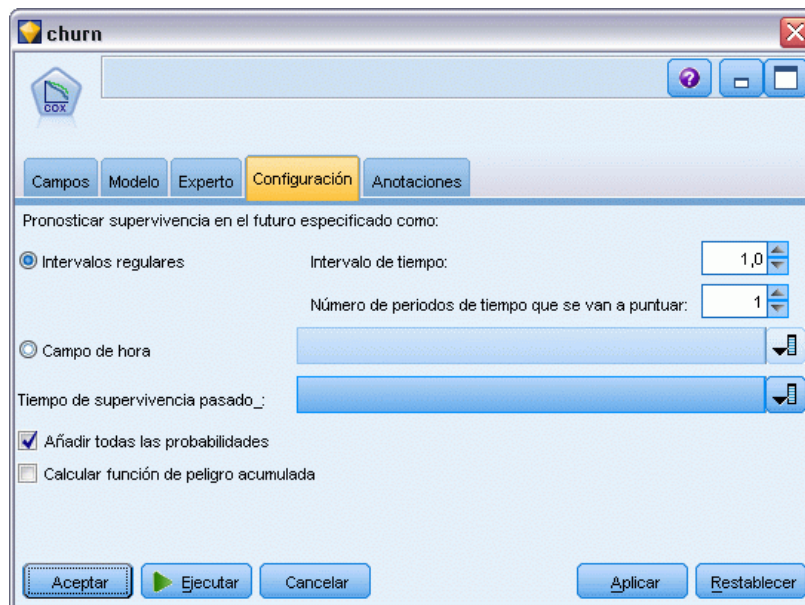 churn
COX
?
Campos Modelo Experto Configuración Anotaciones
Pronosticar supervivencia en el futuro especificado como:
Intervalos regulares Intervalo de tiempo: 1,0
Número de periodos de tiempo que se van a puntuar: 1
Campo de hora
Tiempo de supervivencia pasado_:
Añadir todas las probabilidades
Calcular función de peligro acumulada
Aceptar Ejecutar Cancelar Aplicar Restablecer